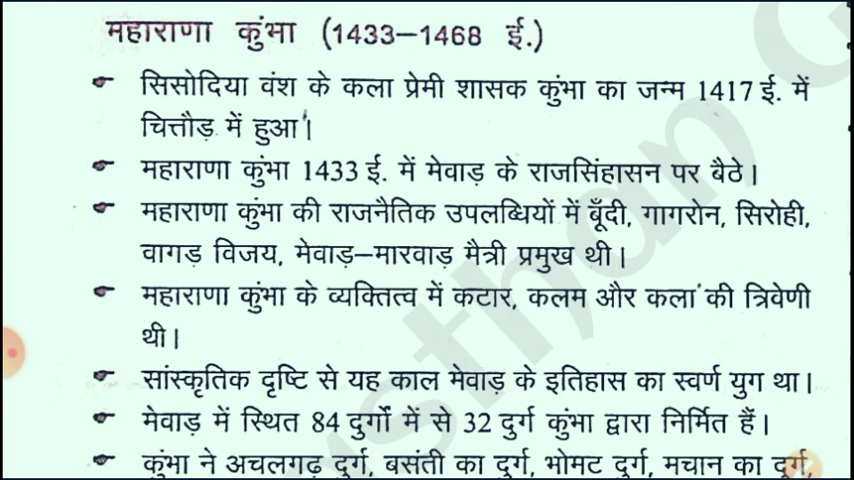 महाराणा कुंभा (1433–1468 ई.)
सिसोदिया वंश के कला प्रेमी शासक कुंभा का जन्म 1417 ई. में
चित्तौड़ में हुआ।
महाराणा कुंभा 1433 ई. में मेवाड़ के राजसिंहासन पर बैठे।
महाराणा कुंभा की राजनैतिक उपलब्धियों में बूँदी, गागरोन, सिरोही,
वागड़ विजय, मेवाड़–मारवाड़ मैत्री प्रमुख थी।
महाराणा कुंभा के व्यक्तित्व में कटार, कलम और कला की त्रिवेणी
थी।
सांस्कृतिक दृष्टि से यह काल मेवाड़ के इतिहास का स्वर्ण युग था।
मेवाड़ में स्थित 84 दुर्गों में से 32 दुर्ग कुंभा द्वारा निर्मित हैं।
कुंभा ने अचलगढ़ दुर्ग, बसंती का दुर्ग, भोमट दुर्ग, मचान का दुर्ग,